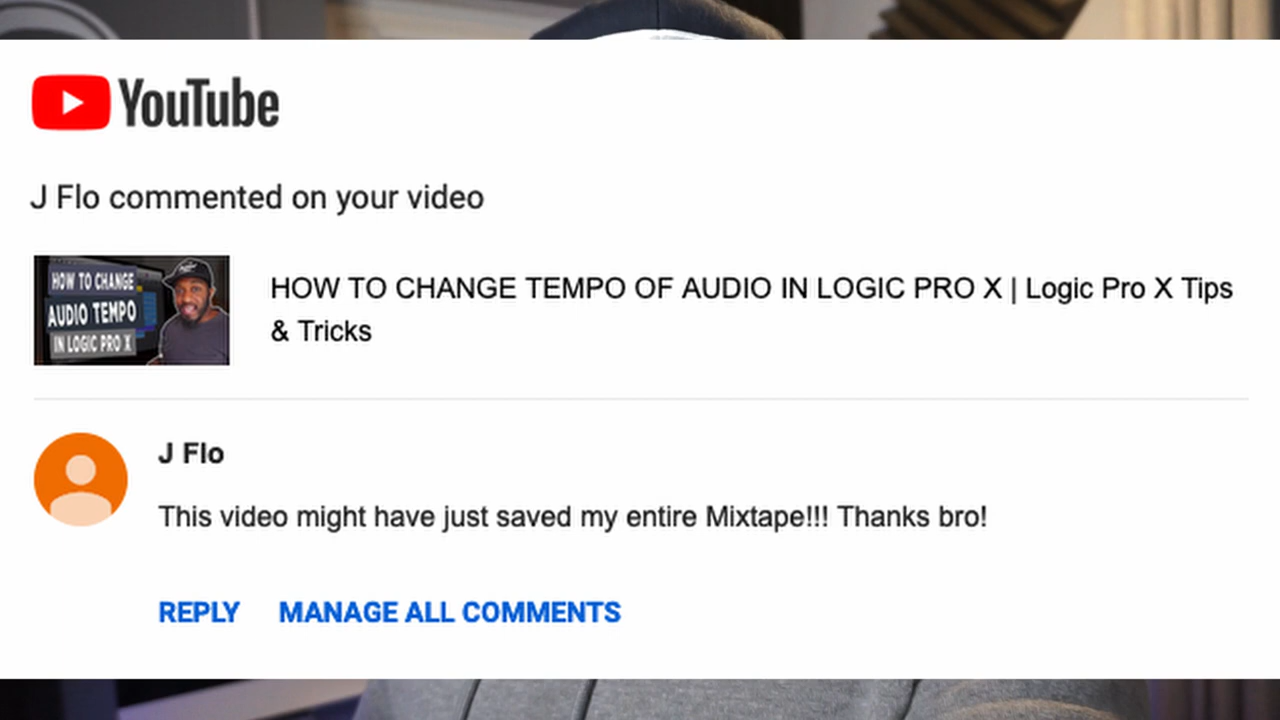 YouTube
J Flo commented on your video
HOW TO CHANGE
AUDIO TEMPO
IN LOGIC PRO X
HOW TO CHANGE TEMPO OF AUDIO IN LOGIC PRO X | Logic Pro X Tips
& Tricks
J Flo
This video might have just saved my entire Mixtape!!! Thanks bro!
REPLY MANAGE ALL COMMENTS